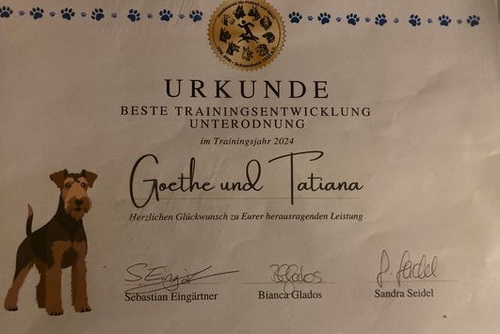 URKUNDE
BESTE TRAININGSENTWICKLUNG
UNTERODNUNG
im Trainingsjahr 2024
Goethe und Tatiana
Herzlichen Glückwunsch zu Eurer herausragenden Leistung
Sebastian Eingärtner
Bianca Glados
Sandra Seidel